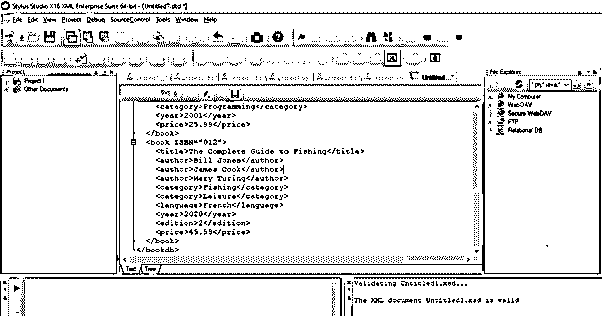 Stylus Studio X16 XML Enterprise Suite 64-bit - [Untitled1.xsd *]
File Edit View Project Debug SourceControl Tools Window Help
Project
Project1
Other Documents
Untitled...
<category>Programming</category>
<year>2001</year>
<price>25.99</price>
</book>
<book ISBN="012">
<title>The Complete Guide to Fishing</title>
<author>Bill Jones</author>
<author>James Cook</author>
<author>Mary Turing</author>
<category>Fishing</category>
<category>Leisure</category>
<language>French</language>
<year>2020</year>
<edition>2</edition>
<price>45.99</price>
</book>
</bookdb>
Text Tree
File Explorer
My Computer
WebDAV
Secure WebDAV
FTP
Relational DB
Validating Untitled1.xsd...
The XML document Untitled1.xsd is valid